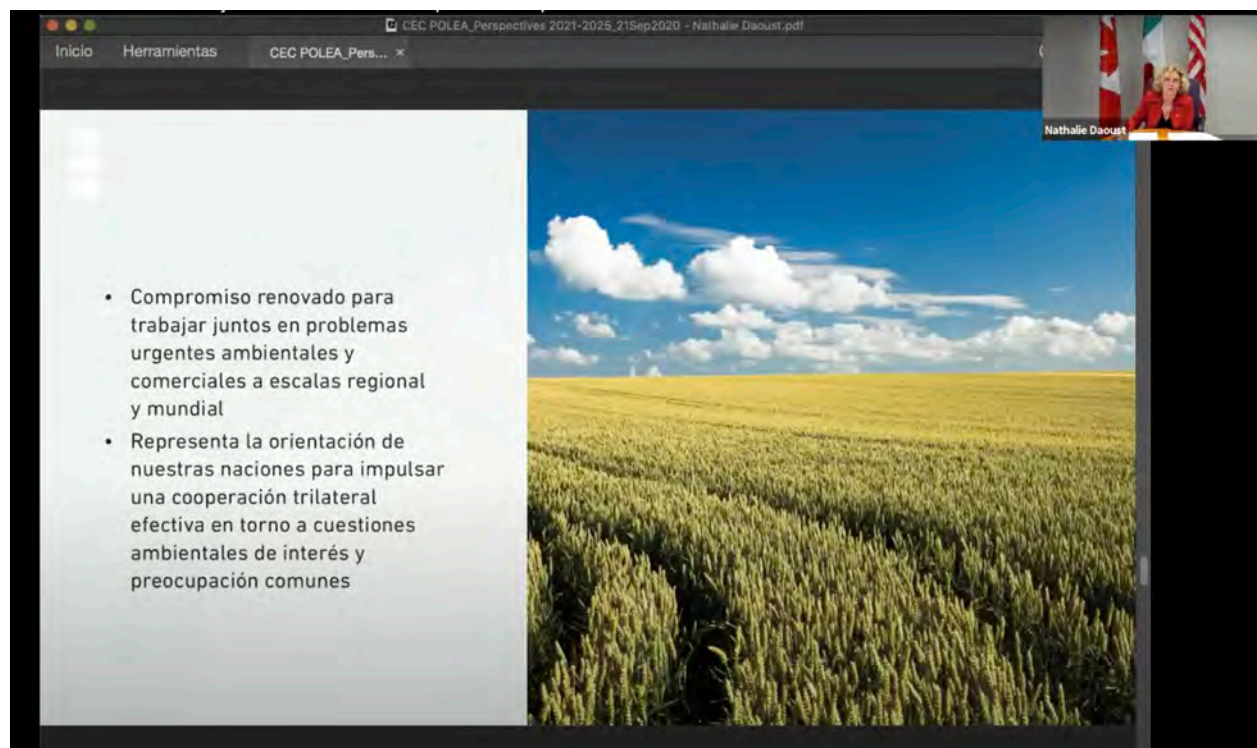 CEC POLEA_Perspectives 2021-2025_21Sep2020 - Nathalie Daoust.pdf
Inicio Herramientas CEC POLEA_Pers... ×
Nathalie Daoust
• Compromiso renovado para
trabajar juntos en problemas
urgentes ambientales y
comerciales a escalas regional
y mundial
• Representa la orientación de
nuestras naciones para impulsar
una cooperación trilateral
efectiva en torno a cuestiones
ambientales de interés y
preocupación comunes